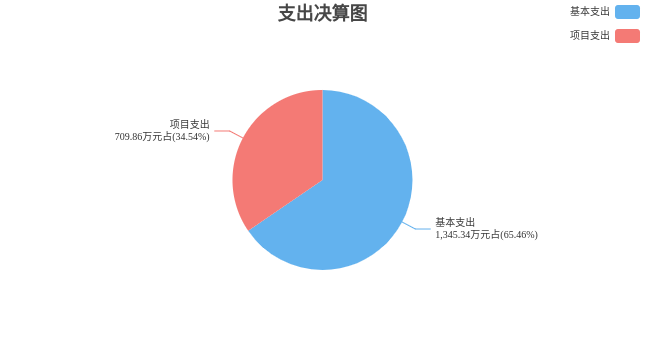 支出决算图
基本支出
项目支出
项目支出
709.86万元占(34.54%)
基本支出
1,345.34万元占(65.46%)